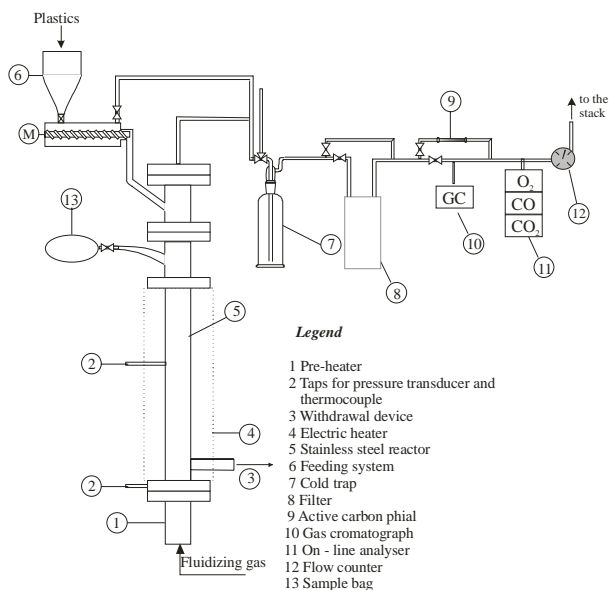 Plastics
6
M
to the
stack
9
O2
CO
CO2
GC
12
13
7
10
11
8
5
Legend
2
1 Pre-heater
2 Taps for pressure transducer and
thermocouple
3 Withdrawal device
4
4 Electric heater
5 Stainless steel reactor
3
6 Feeding system
2
7 Cold trap
8 Filter
1
9 Active carbon phial
10 Gas cromatograph
11 On - line analyser
Fluidizing gas
12 Flow counter
13 Sample bag